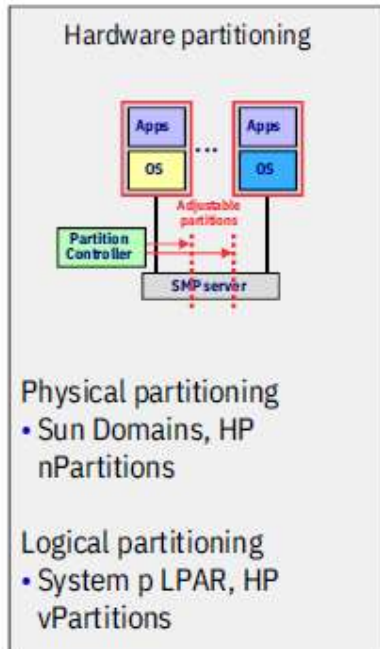 Hardware partitioning
Apps
Apps
...
OS
OS
Adjustable
partitions
Partition
Controller
SMP server
Physical partitioning
• Sun Domains, HP
nPartitions
Logical partitioning
• System p LPAR, HP
vPartitions